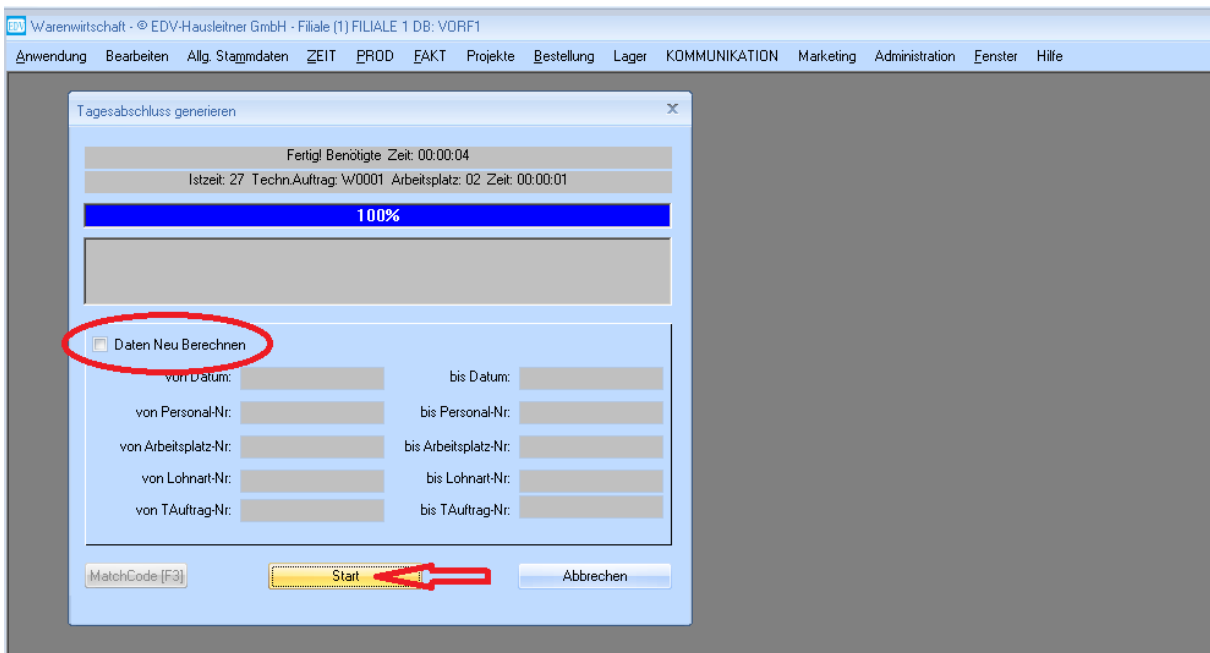 EDV Warenwirtschaft - © EDV-Hausleitner GmbH - Filiale (1) FILIALE 1 DB: VORF1
Anwendung Bearbeiten Allg. Stammdaten ZEIT PROD FAKT Projekte Bestellung Lager KOMMUNIKATION Marketing Administration Fenster Hilfe
Tagesabschluss generieren x
Fertig! Benötigte Zeit: 00:00:04
Istzeit: 27 Techn.Auftrag: W0001 Arbeitsplatz: 02 Zeit: 00:00:01
100%
Daten Neu Berechnen
von Datum: bis Datum:
von Personal-Nr: bis Personal-Nr:
von Arbeitsplatz-Nr: bis Arbeitsplatz-Nr:
von Lohnart-Nr: bis Lohnart-Nr:
von TAuftrag-Nr: bis TAuftrag-Nr:
MatchCode [F3] Start Abbrechen